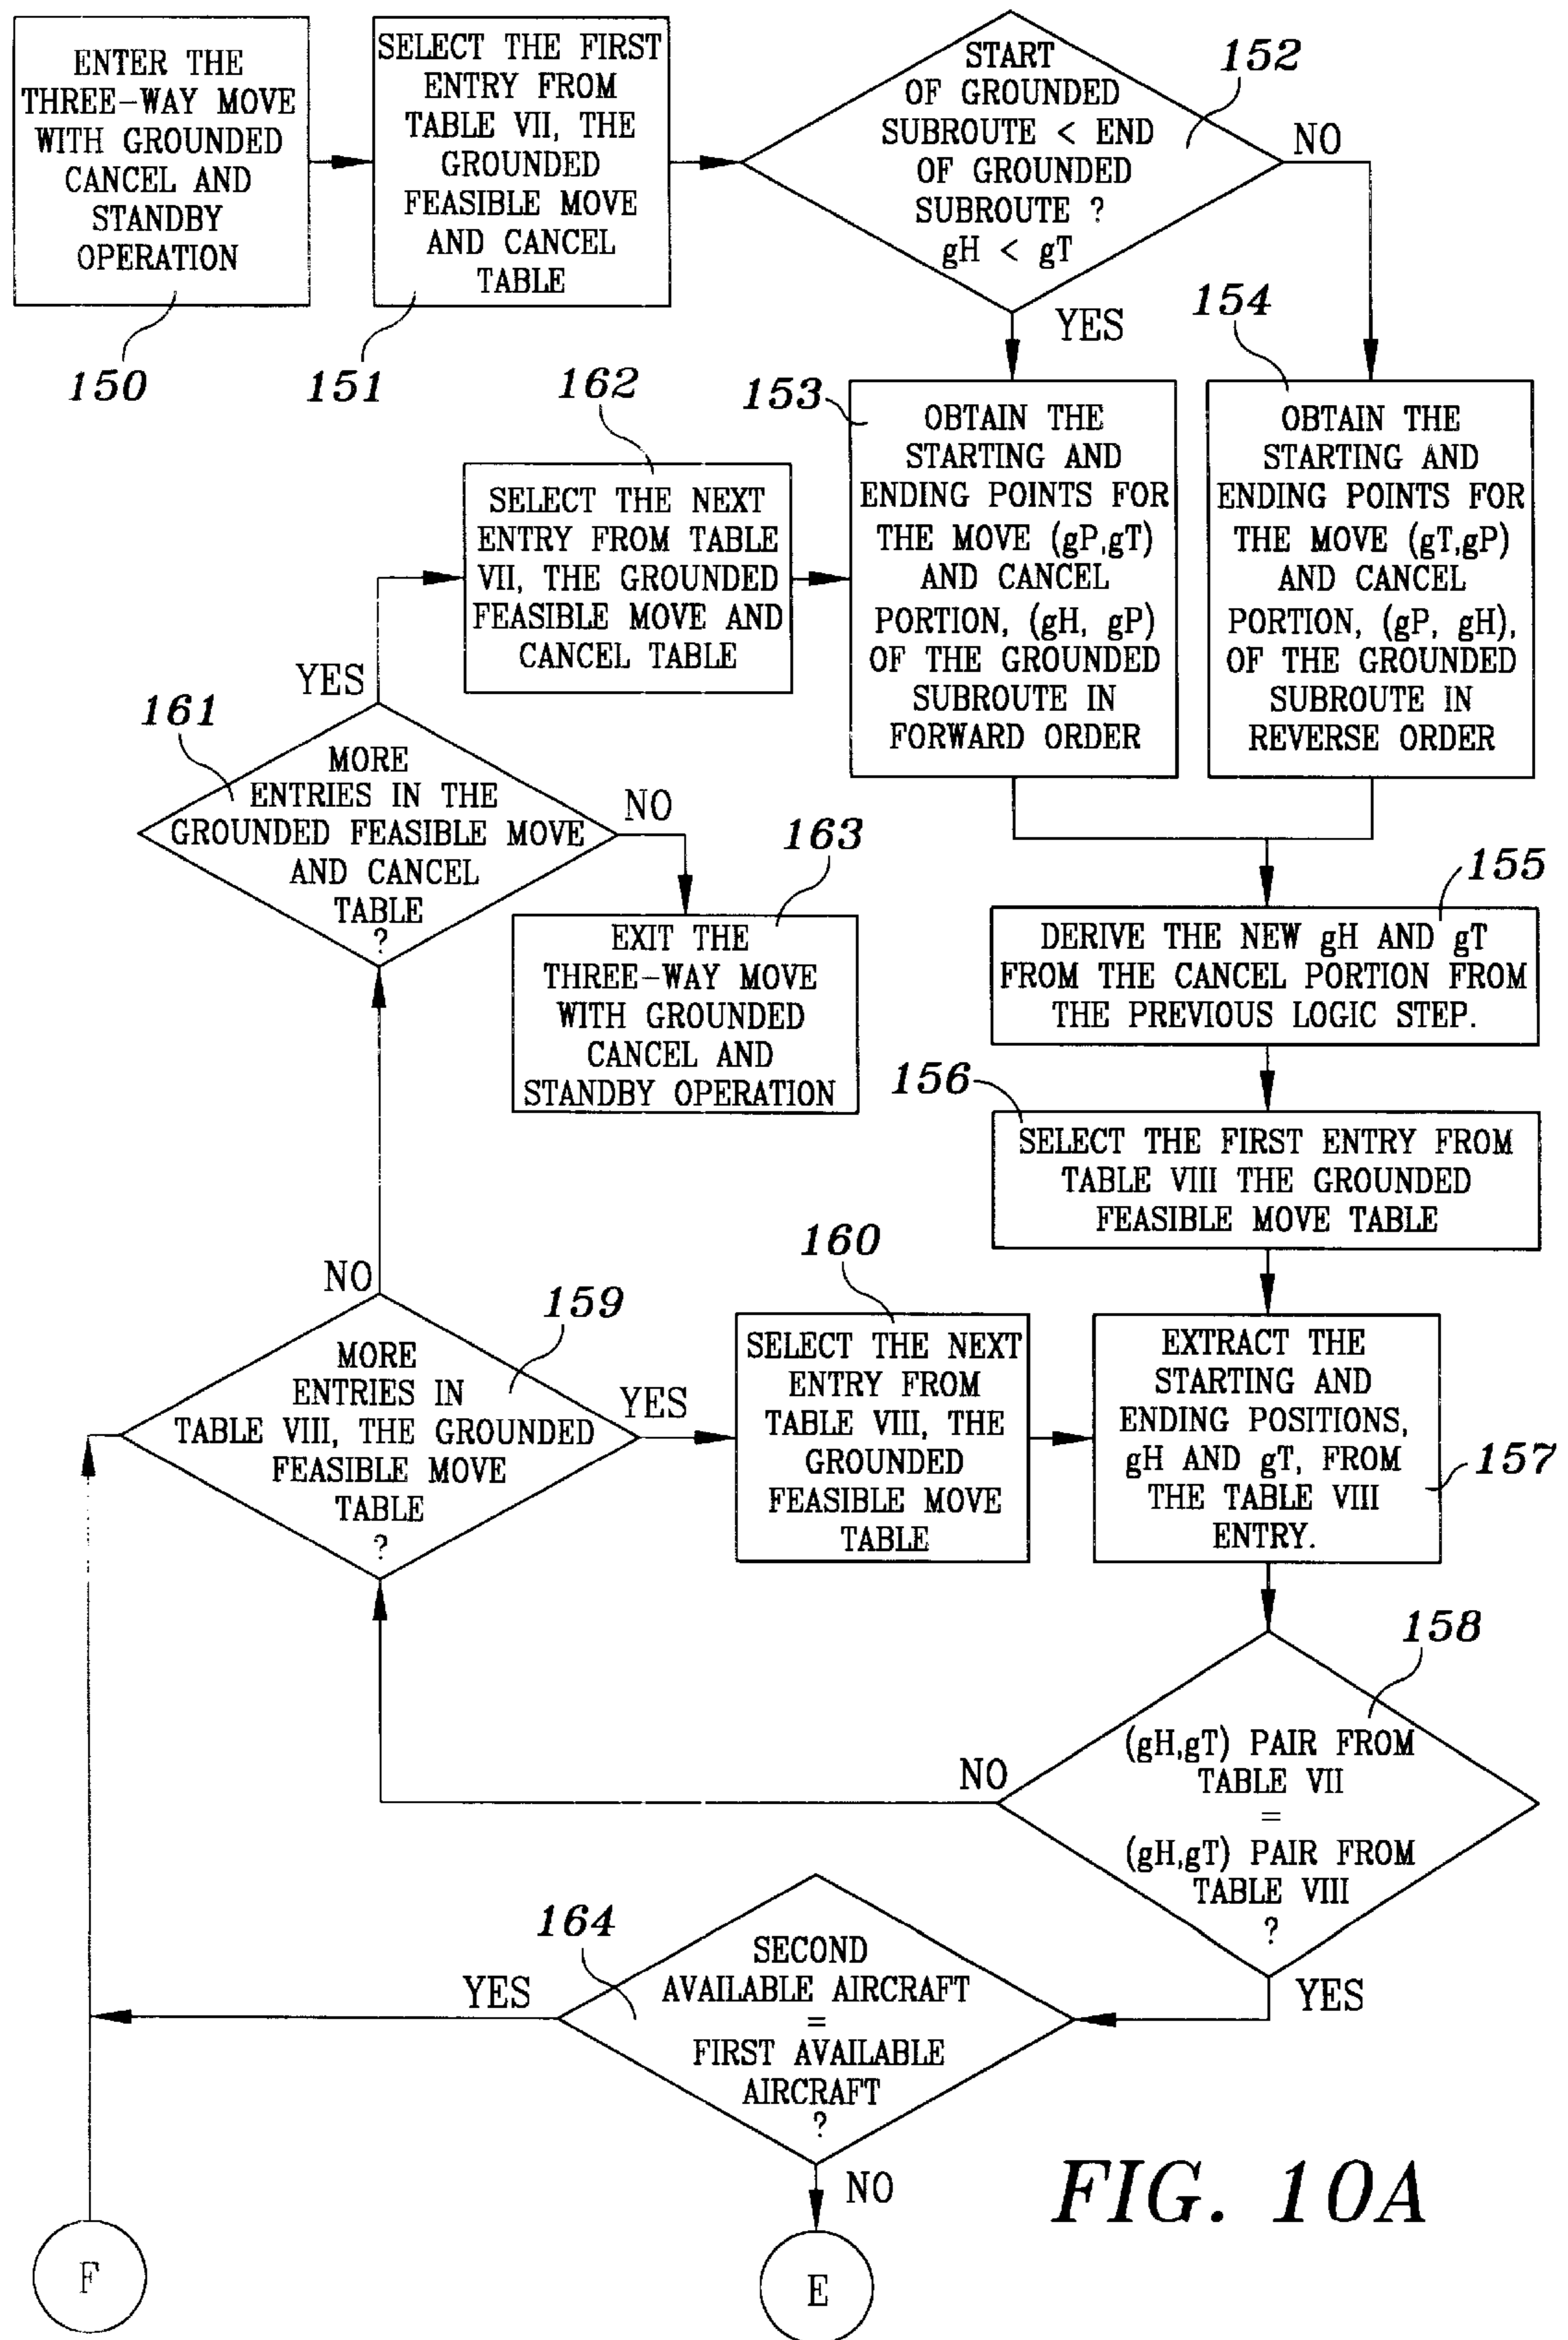 ENTER THE
THREE-WAY MOVE
WITH GROUNDED
CANCEL AND
STANDBY
OPERATION
150
SELECT THE FIRST
ENTRY FROM
TABLE VII, THE
GROUNDED
FEASIBLE MOVE
AND CANCEL
TABLE
151
START
OF GROUNDED
SUBROUTE < END
OF GROUNDED
SUBROUTE ?
gH < gT
152
NO
YES
153
OBTAIN THE
STARTING AND
ENDING POINTS FOR
THE MOVE (gP,gT)
AND CANCEL
PORTION, (gH, gP)
OF THE GROUNDED
SUBROUTE IN
FORWARD ORDER
154
OBTAIN THE
STARTING AND
ENDING POINTS FOR
THE MOVE (gT,gP)
AND CANCEL
PORTION, (gP, gH),
OF THE GROUNDED
SUBROUTE IN
REVERSE ORDER
162
SELECT THE NEXT
ENTRY FROM TABLE
VII, THE GROUNDED
FEASIBLE MOVE AND
CANCEL TABLE
YES
161
MORE
ENTRIES IN THE
GROUNDED FEASIBLE MOVE
AND CANCEL
TABLE
?
NO
163
EXIT THE
THREE-WAY MOVE
WITH GROUNDED
CANCEL AND
STANDBY OPERATION
155
DERIVE THE NEW gH AND gT
FROM THE CANCEL PORTION FROM
THE PREVIOUS LOGIC STEP.
156
SELECT THE FIRST ENTRY FROM
TABLE VIII THE GROUNDED
FEASIBLE MOVE TABLE
NO
159
MORE
ENTRIES IN
TABLE VIII, THE GROUNDED
FEASIBLE MOVE
TABLE
?
YES
160
SELECT THE NEXT
ENTRY FROM
TABLE VIII, THE
GROUNDED
FEASIBLE MOVE
TABLE
EXTRACT THE
STARTING AND
ENDING POSITIONS,
gH AND gT, FROM
THE TABLE VIII
ENTRY.
157
158
(gH,gT) PAIR FROM
TABLE VII
=
(gH,gT) PAIR FROM
TABLE VIII
?
NO
YES
164
SECOND
AVAILABLE AIRCRAFT
=
FIRST AVAILABLE
AIRCRAFT
?
YES
NO
F
E
FIG. 10A